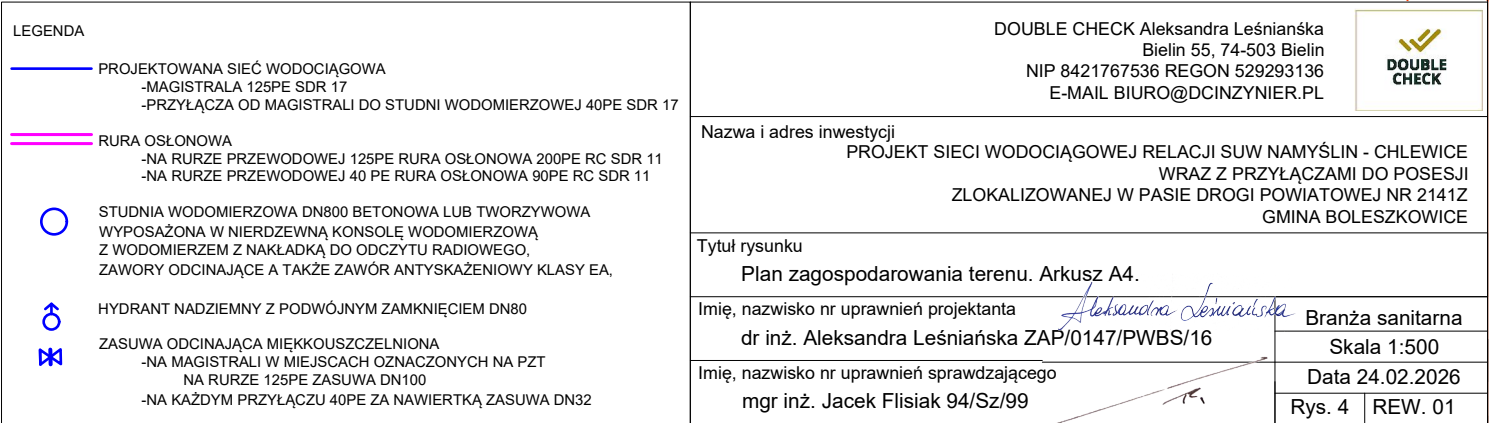 LEGENDA
PROJEKTOWANA SIEĆ WODOCIĄGOWA
-MAGISTRALA 125PE SDR 17
-PRZYŁĄCZA OD MAGISTRALI DO STUDNI WODOMIERZOWEJ 40PE SDR 17
RURA OSŁONOWA
-NA RURZE PRZEWODOWEJ 125PE RURA OSŁONOWA 200PE RC SDR 11
-NA RURZE PRZEWODOWEJ 40 PE RURA OSŁONOWA 90PE RC SDR 11
STUDNIA WODOMIERZOWA DN800 BETONOWA LUB TWORZYWOWA
WYPOSAŻONA W NIERDZEWNĄ KONSOLĘ WODOMIERZOWĄ
Z WODOMIERZEM Z NAKŁADKĄ DO ODCZYTU RADIOWEGO,
ZAWORY ODCINAJĄCE A TAKŻE ZAWÓR ANTYSKAŻENIOWY KLASY EA,
HYDRANT NADZIEMNY Z PODWÓJNYM ZAMKNIĘCIEM DN80
ZASUWA ODCINAJĄCA MIĘKKOUSZCZELNIONA
-NA MAGISTRALI W MIEJSCACH OZNACZONYCH NA PZT
NA RURZE 125PE ZASUWA DN100
-NA KAŻDYM PRZYŁĄCZU 40PE ZA NAWIERTKĄ ZASUWA DN32
DOUBLE CHECK Aleksandra Leśniańśka
Bielin 55, 74-503 Bielin
NIP 8421767536 REGON 529293136
E-MAIL BIURO@DCINZYNIER.PL
DOUBLE
CHECK
Nazwa i adres inwestycji
PROJEKT SIECI WODOCIĄGOWEJ RELACJI SUW NAMYŚLIN - CHLEWICE
WRAZ Z PRZYŁĄCZAMI DO POSESJI
ZLOKALIZOWANEJ W PASIE DROGI POWIATOWEJ NR 2141Z
GMINA BOLESZKOWICE
Tytuł rysunku
Plan zagospodarowania terenu. Arkusz A4.
Imię, nazwisko nr uprawnień projektanta
Aleksandra Leśniańska
dr inż. Aleksandra Leśniańska ZAP/0147/PWBS/16
Imię, nazwisko nr uprawnień sprawdzającego
mgr inż. Jacek Flisiak 94/Sz/99
Branża sanitarna
Skala 1:500
Data 24.02.2026
Rys. 4 REW. 01